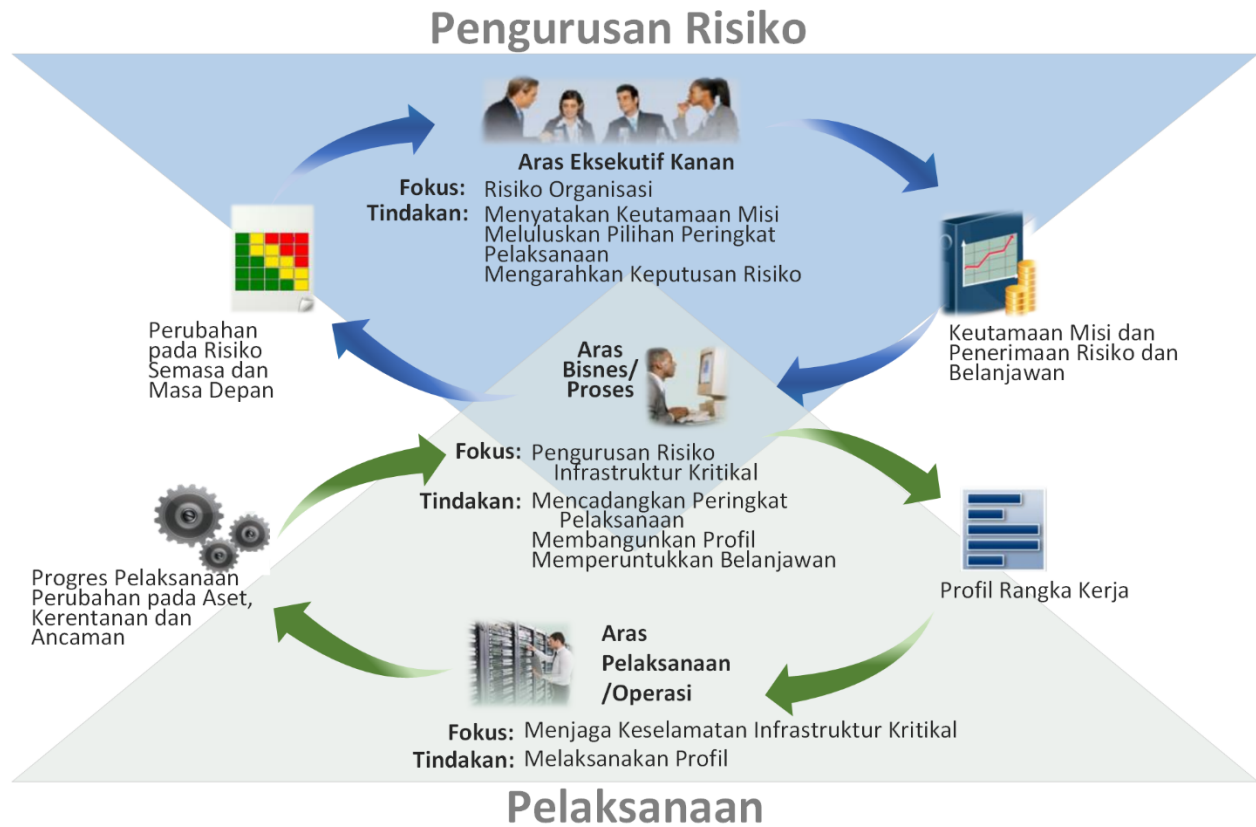 Pengurusan Risiko
Aras Eksekutif Kanan
Fokus: Risiko Organisasi
Tindakan: Menyatakan Keutamaan Misi
Meluluskan Pilihan Peringkat
Pelaksanaan
Mengarahkan Keputusan Risiko
Perubahan
pada Risiko
Semasa dan
Masa Depan
Keutamaan Misi dan
Penerimaan Risiko dan
Belanjawan
Aras
Bisnes/
Proses
Fokus: Pengurusan Risiko
Infrastruktur Kritikal
Tindakan: Mencadangkan Peringkat
Pelaksanaan
Membangunkan Profil
Memperuntukkan Belanjawan
Progres Pelaksanaan
Perubahan pada Aset,
Kerentanan dan
Ancaman
Profil Rangka Kerja
Aras
Pelaksanaan
/Operasi
Fokus: Menjaga Keselamatan Infrastruktur Kritikal
Tindakan: Melaksanakan Profil
Pelaksanaan